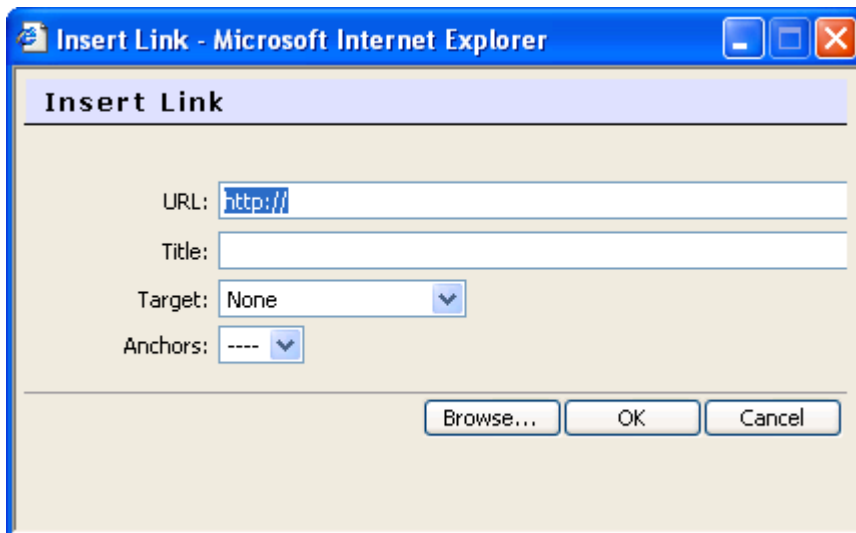 Insert Link - Microsoft Internet Explorer
Insert Link
URL: http://
Title:
Target: None
Anchors: ----
Browse... OK Cancel